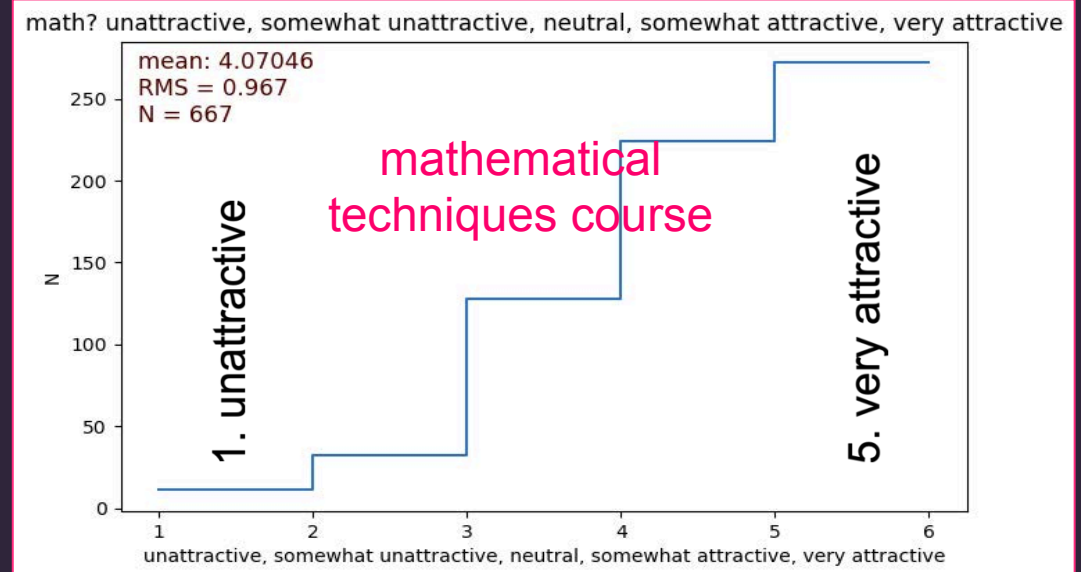 math? unattractive, somewhat unattractive, neutral, somewhat attractive, very attractive
mean: 4.07046
RMS = 0.967
N = 667
mathematical
techniques course
1. unattractive
5. very attractive
N
250
200
150
100
50
0
1 2 3 4 5 6
unattractive, somewhat unattractive, neutral, somewhat attractive, very attractive